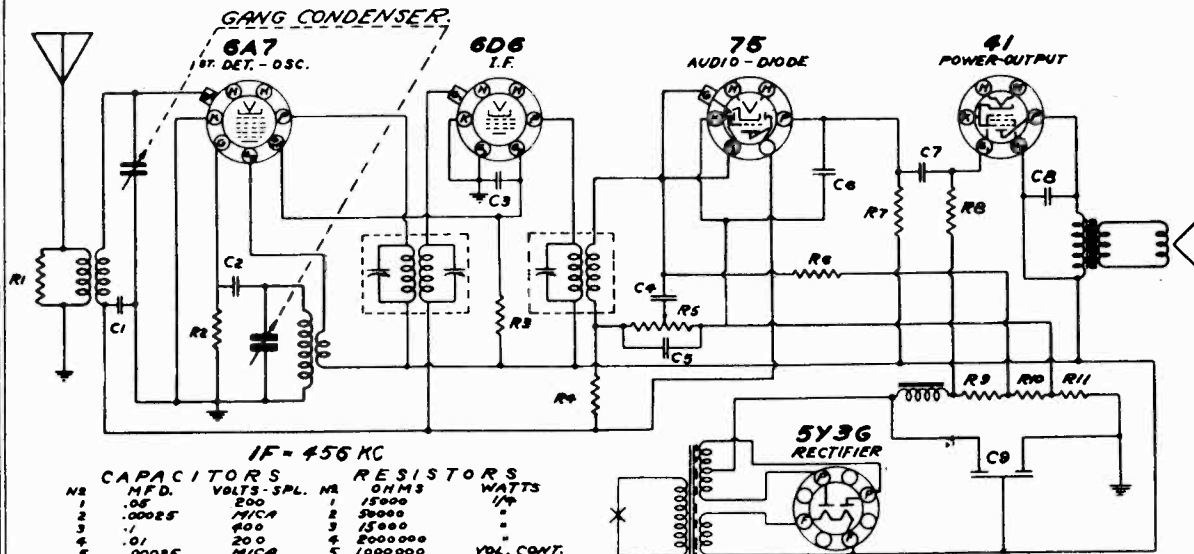 GANG CONDENSER.
6A7
1ST. DET. - OSC.
6D6
I.F.
75
AUDIO - DIODE
41
POWER-OUTPUT
C3
C6
C7
C8
R7
R8
R1
C1
C2
R2
R3
C4
R5
C5
R6
R4
R9 R10 R11
C9
5Y3G
RECTIFIER
IF = 456 KC
CAPACITORS RESISTORS
Nº MFD. VOLTS-SPL. Nº OHMS WATTS
1 .05 200 1 15000 1/4
2 .00025 MICA 2 50000 "
3 .1 400 3 15000 "
4 .01 200 4 2000000 "
5 .00025 MICA 5 1000000 VOL. CONT.